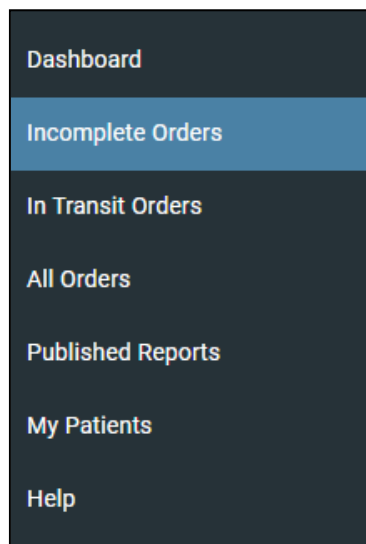 Dashboard
Incomplete Orders
In Transit Orders
All Orders
Published Reports
My Patients
Help